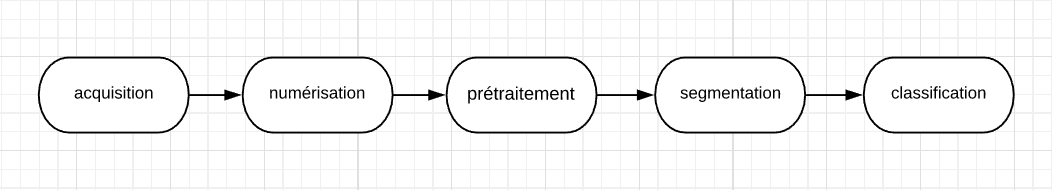 acquisition
numérisation
prétraitement
segmentation
classification